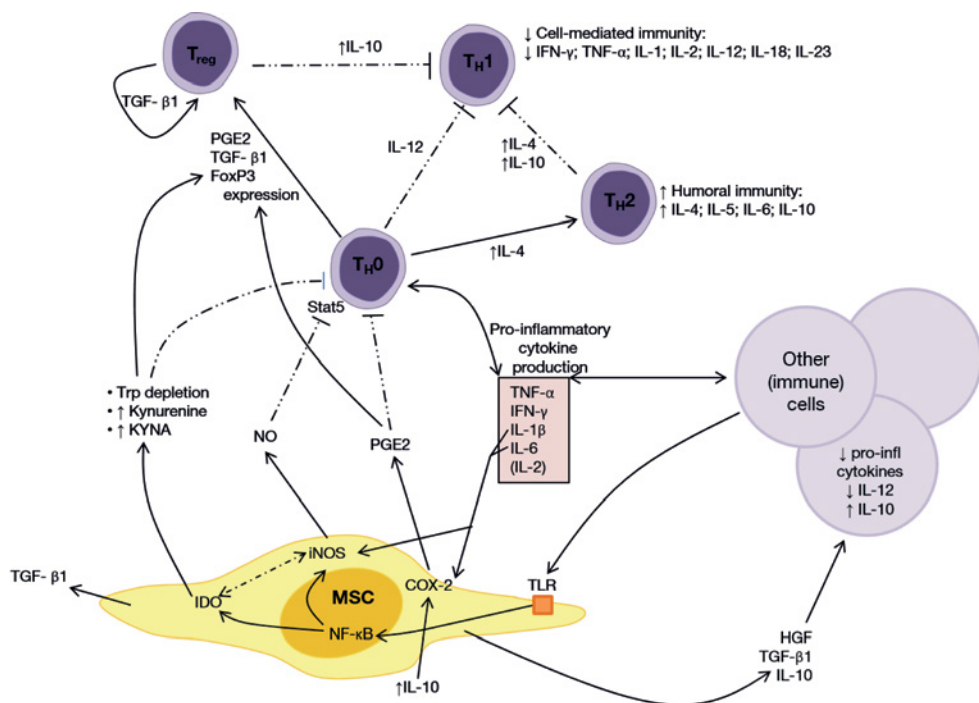 Treg
↑IL-10
TH1
↓ Cell-mediated immunity:
↓ IFN-γ; TNF-α; IL-1; IL-2; IL-12; IL-18; IL-23
TGF- β1
PGE2
TGF- β1
FoxP3
expression
IL-12
↑IL-4
↑IL-10
TH2
↑ Humoral immunity:
↑ IL-4; IL-5; IL-6; IL-10
TH0
↑IL-4
Stat5
Pro-inflammatory
cytokine
production
TNF-α
IFN-γ
IL-1β
IL-6
(IL-2)
Other
(immune)
cells
↓ pro-infl
cytokines
↓ IL-12
↑ IL-10
• Trp depletion
• ↑ Kynurenine
• ↑ KYNA
NO
PGE2
TGF- β1
IDO
iNOS
MSC
NF-κB
COX-2
TLR
↑IL-10
HGF
TGF-β1
IL-10